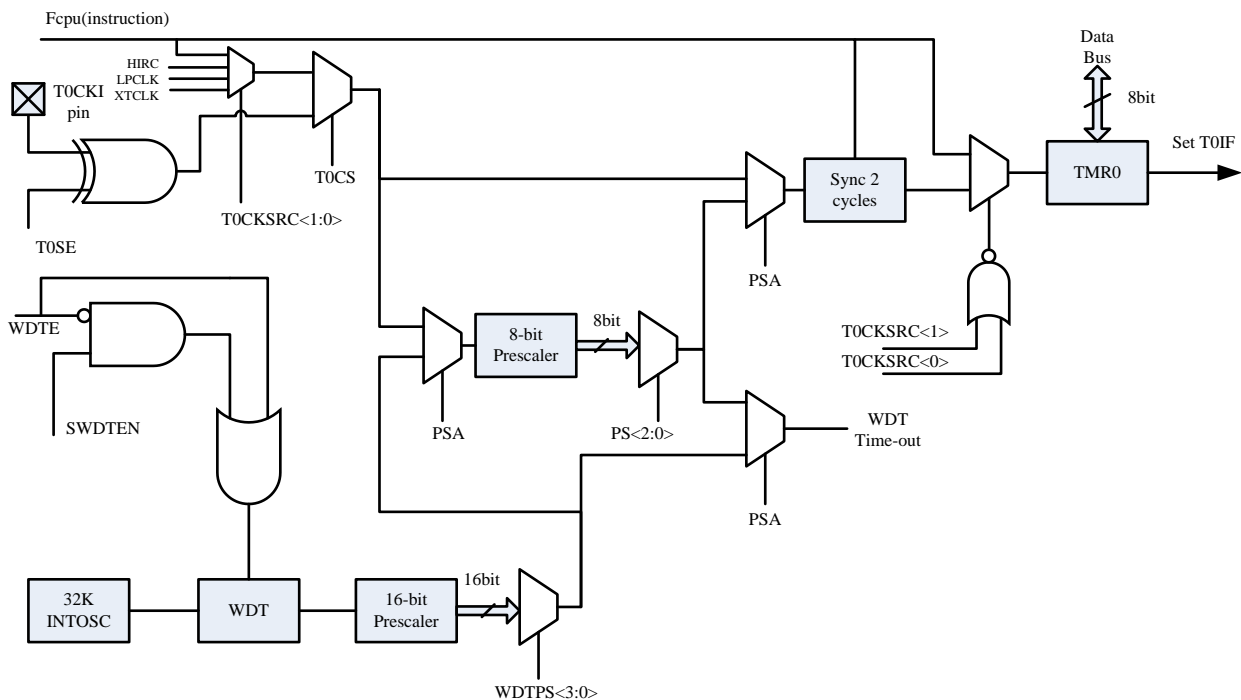 Fcpu(instruction)
HIRC
LPCLK
XTCLK
T0CKI
pin
T0CS
T0CKSRC<1:0>
T0SE
Data
Bus
8bit
Set T0IF
TMR0
Sync 2
cycles
PSA
WDTE
SWDTEN
8-bit
Prescaler
8bit
PSA
PS<2:0>
T0CKSRC<1>
T0CKSRC<0>
WDT
Time-out
PSA
32K
INTOSC
WDT
16-bit
Prescaler
16bit
WDTPS<3:0>